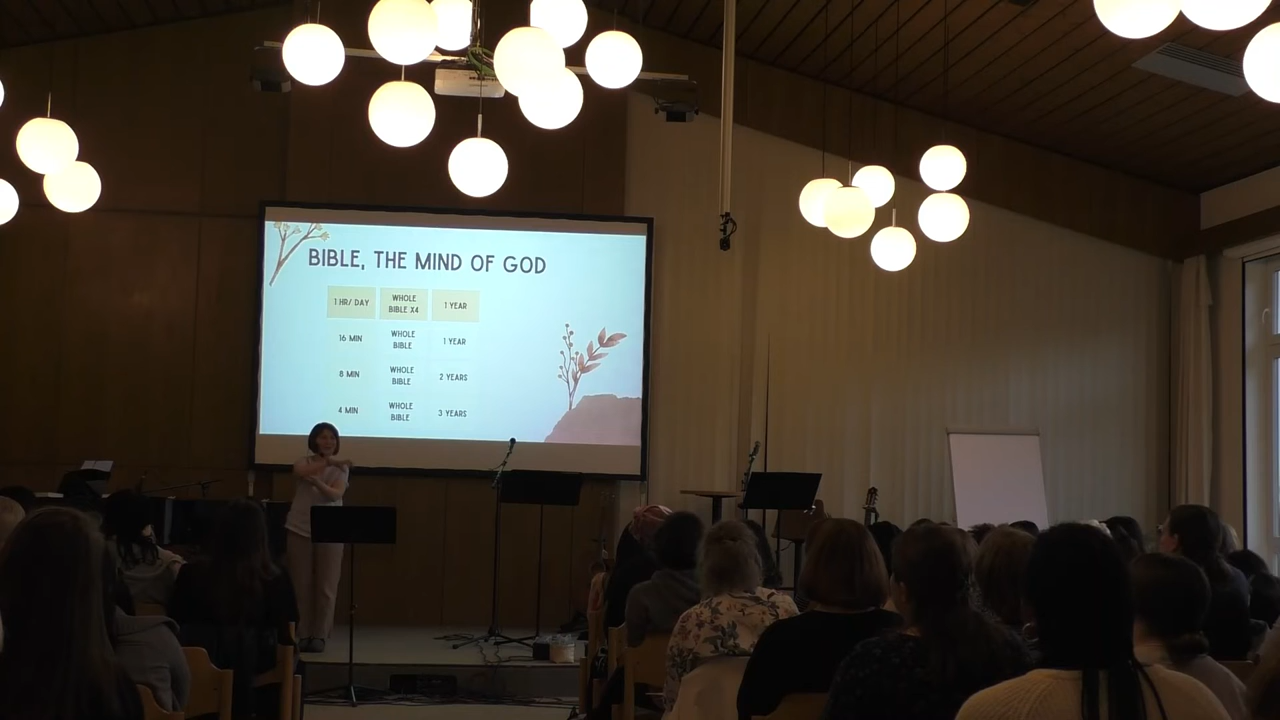 BIBLE, THE MIND OF GOD
1 HR/ DAY
WHOLE
BIBLE X4
1 YEAR
16 MIN
WHOLE
BIBLE
1 YEAR
8 MIN
WHOLE
BIBLE
2 YEARS
4 MIN
WHOLE
BIBLE
3 YEARS